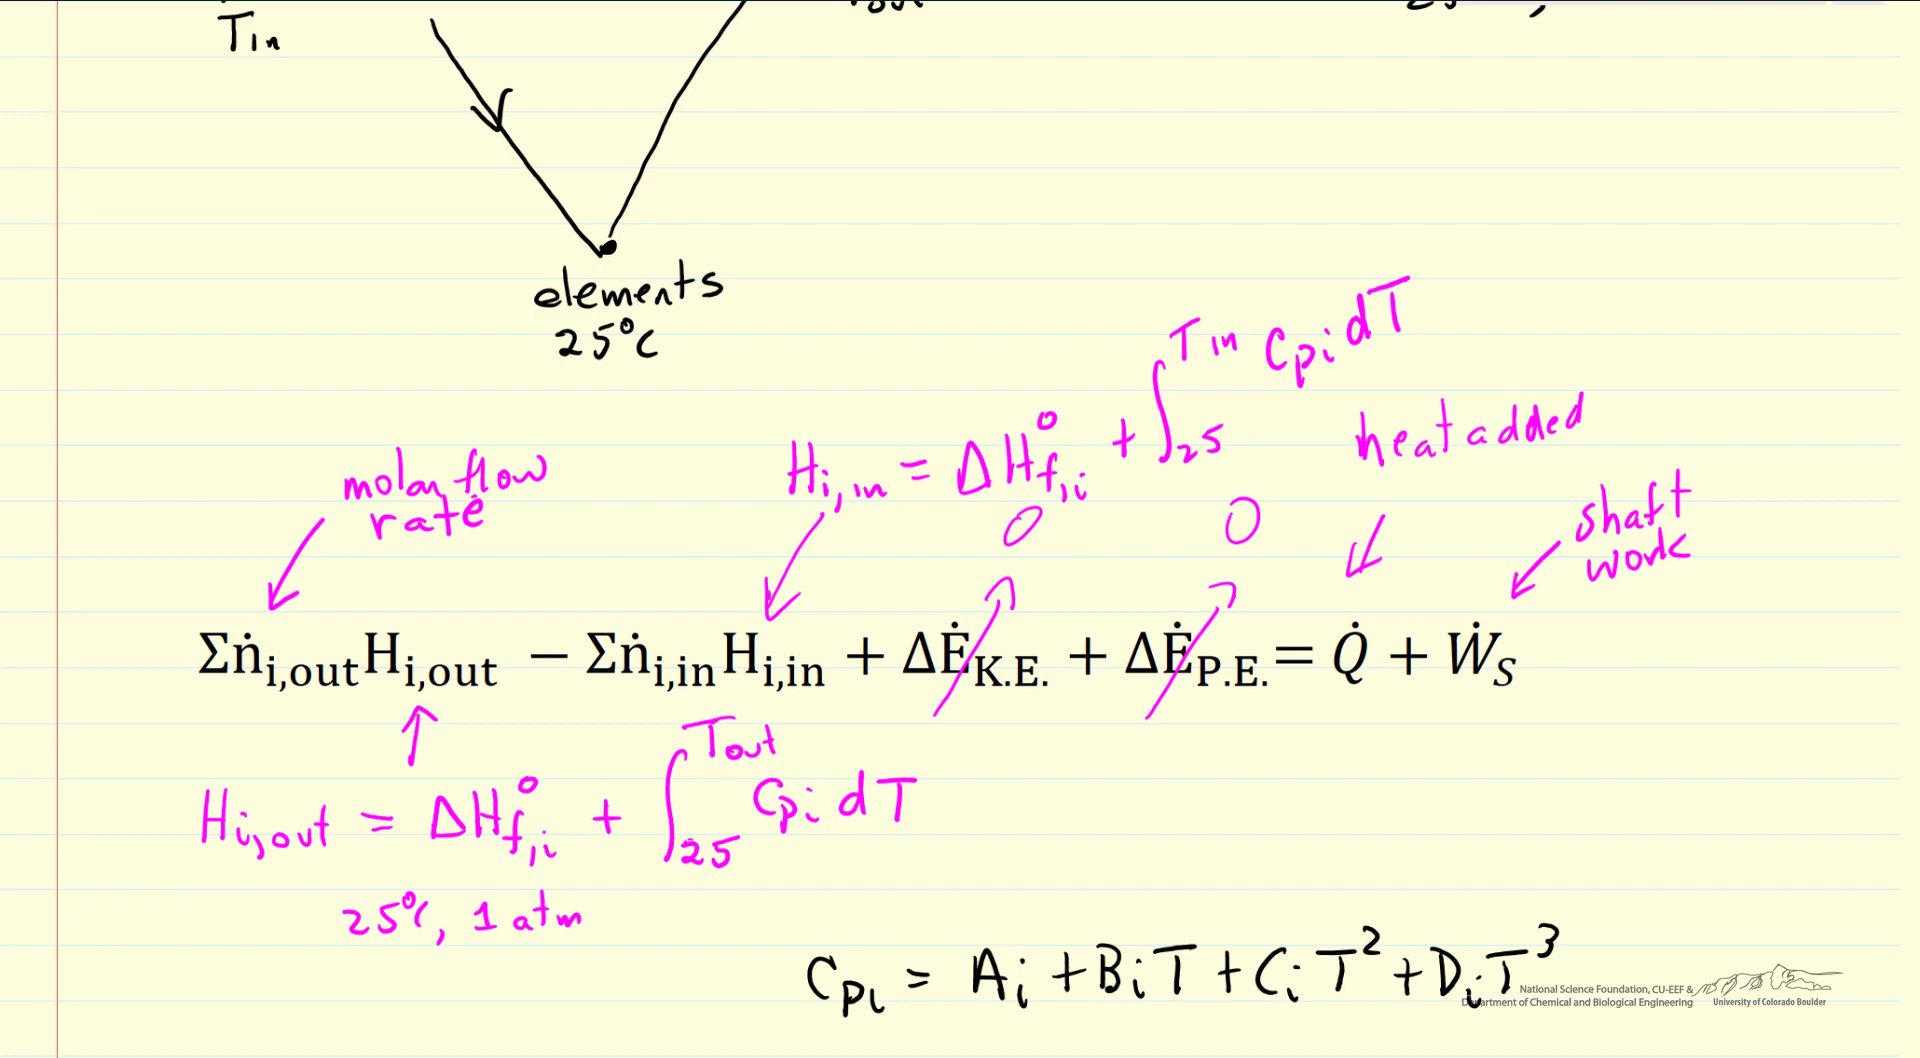 Tin
elements
25°C
Tin
∫ Cpi dT
25
Hi,in = ΔH°f,i +
heat added
molar flow
rate
0
0
shaft
work
Σṅi,outHi,out − Σṅi,inHi,in + ΔĖK.E. + ΔĖP.E. = Q̇ + ẆS
Hi,out = ΔH°f,i + ∫25^Tout Cpi dT
25°C, 1 atm
Cpi = Ai + BiT + CiT² + DiT³
National Science Foundation, CU-EEF &
Department of Chemical and Biological Engineering
University of Colorado Boulder